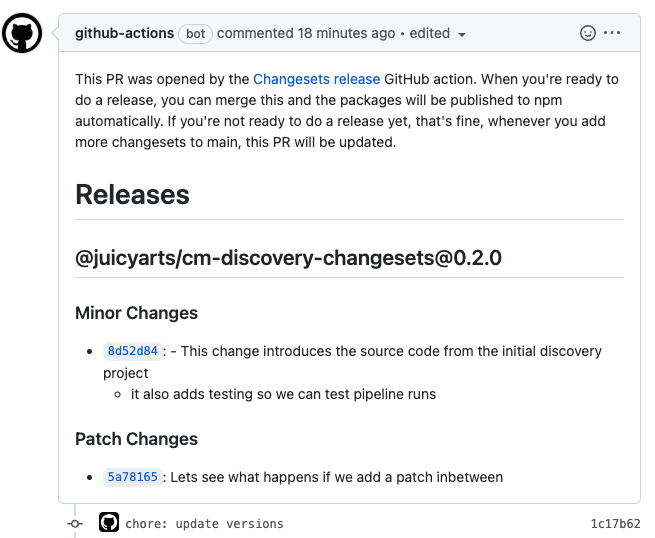 github-actions bot commented 18 minutes ago • edited
This PR was opened by the Changesets release GitHub action. When you're ready to
do a release, you can merge this and the packages will be published to npm
automatically. If you're not ready to do a release yet, that's fine, whenever you add
more changesets to main, this PR will be updated.
Releases
@juicyarts/cm-discovery-changesets@0.2.0
Minor Changes
• 8d52d84: - This change introduces the source code from the initial discovery
project
◦ it also adds testing so we can test pipeline runs
Patch Changes
• 5a78165: Lets see what happens if we add a patch inbetween
chore: update versions 1c17b62